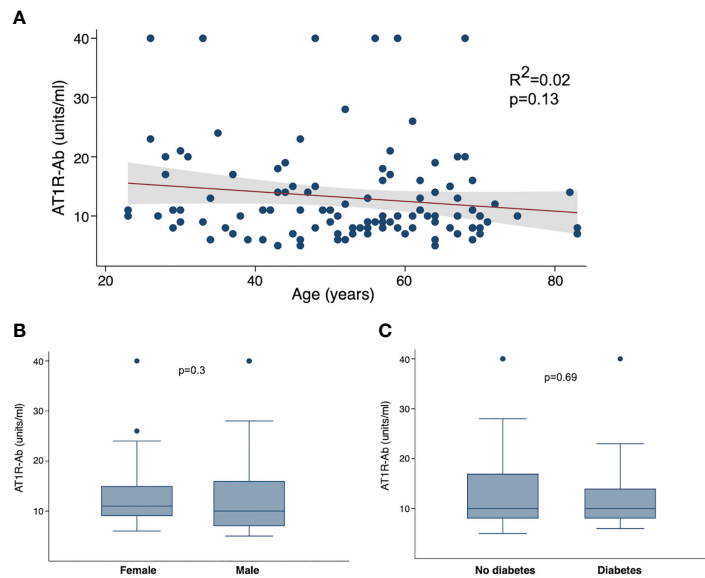 A
40
30
20
10
AT1R-Ab (units/ml)
R²=0.02
p=0.13
20
40
60
80
Age (years)
B
40
30
20
10
AT1R-Ab (units/ml)
p=0.3
Female
Male
C
40
30
20
10
AT1R-Ab (units/ml)
p=0.69
No diabetes
Diabetes